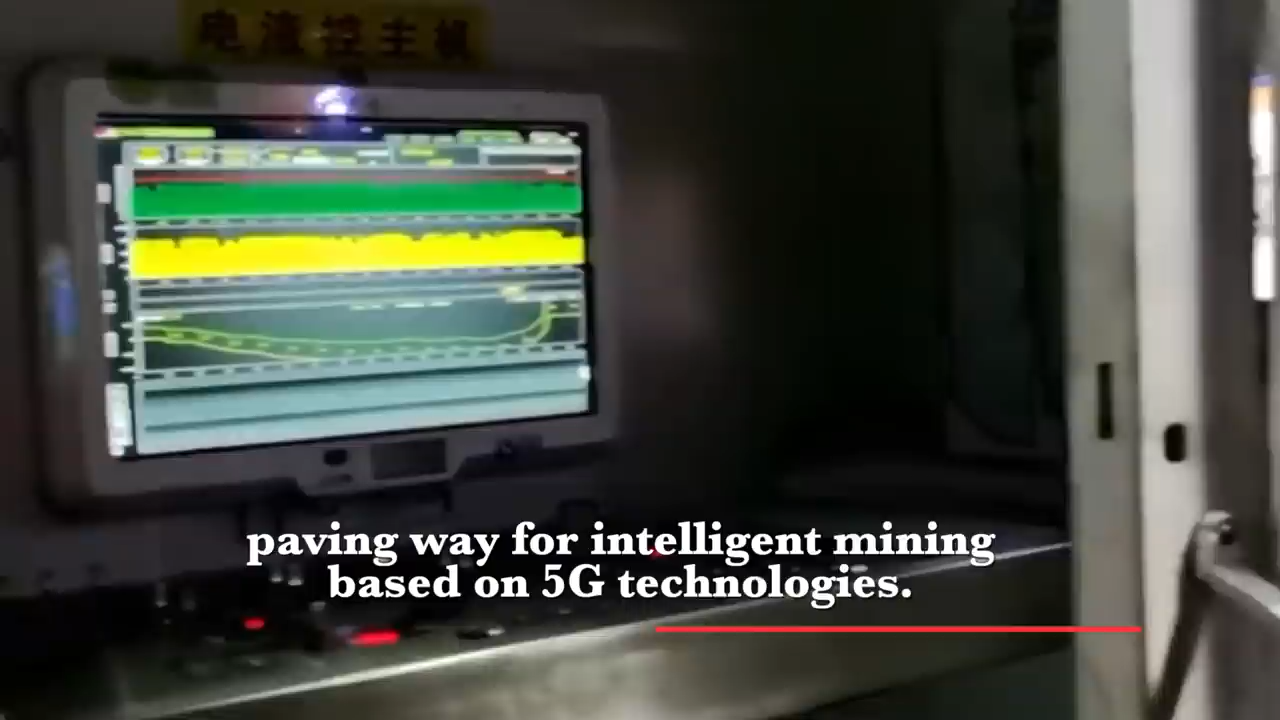 电液控主机
paving way for intelligent mining
based on 5G technologies.